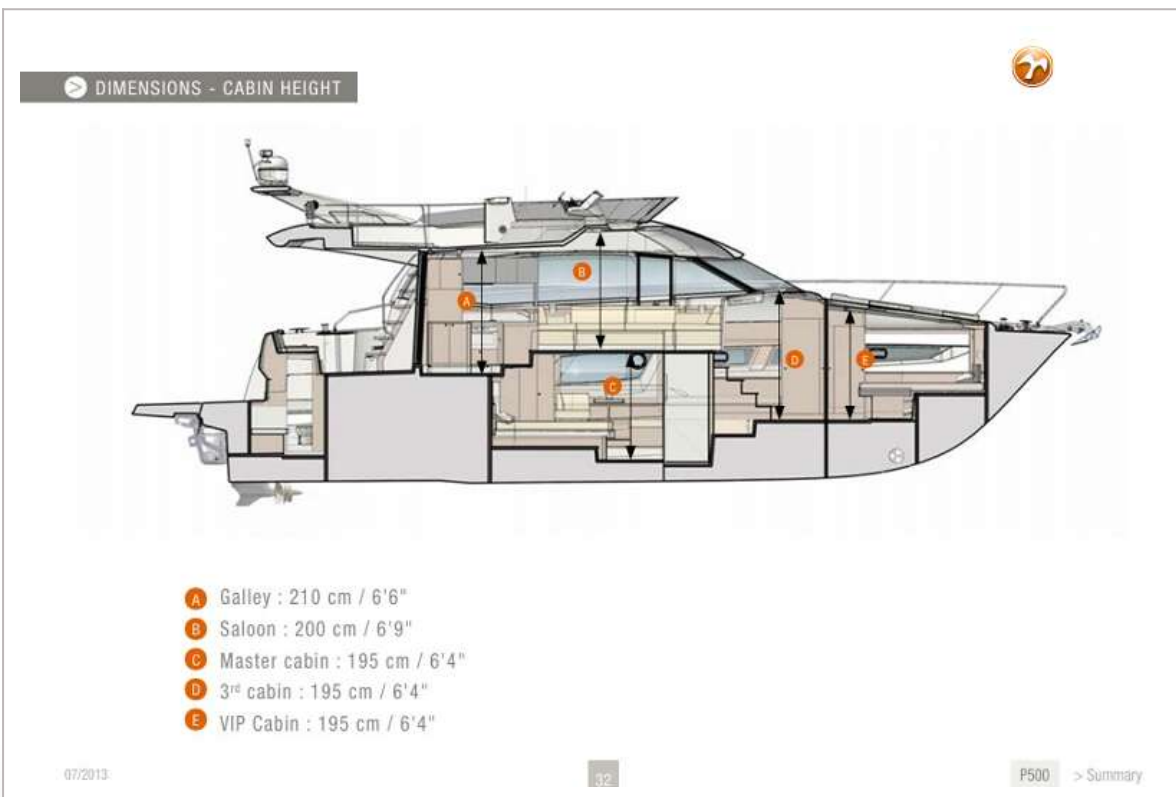 > DIMENSIONS - CABIN HEIGHT
A
B
C
D
E
A Galley : 210 cm / 6'6"
B Saloon : 200 cm / 6'9"
C Master cabin : 195 cm / 6'4"
D 3rd cabin : 195 cm / 6'4"
E VIP Cabin : 195 cm / 6'4"
07/2013
32
P500 > Summary